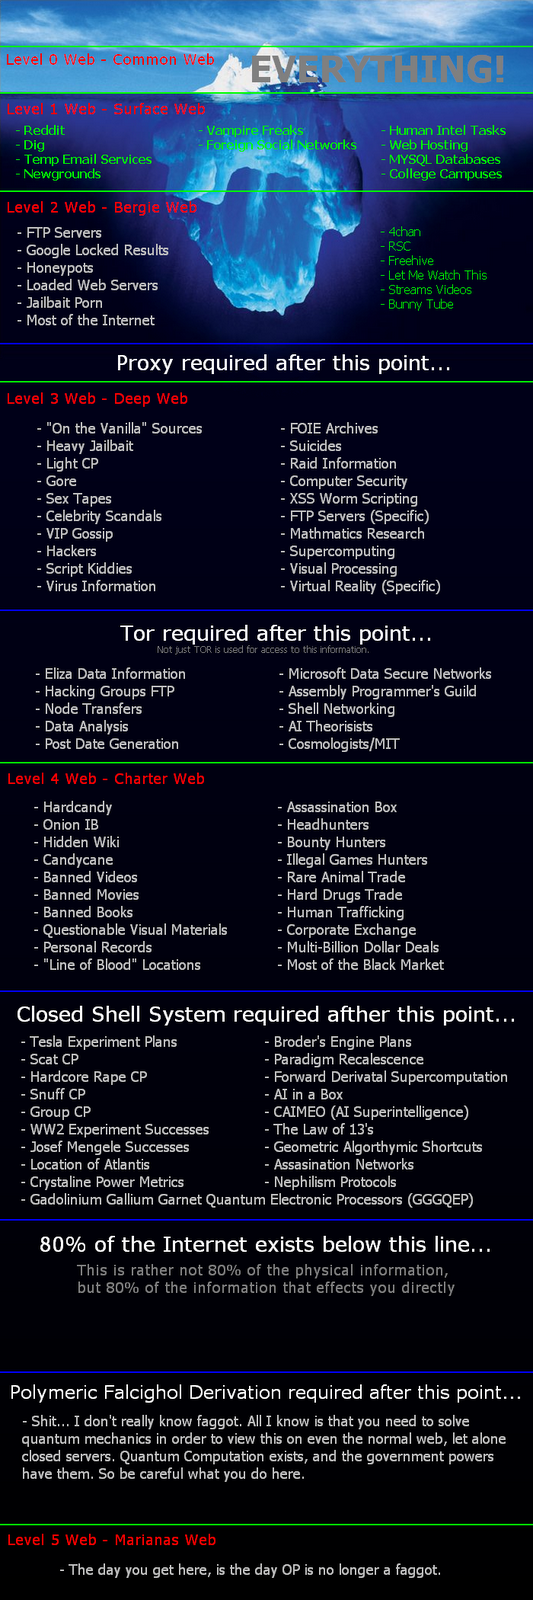 Level 0 Web - Common Web
EVERYTHING!
Level 1 Web - Surface Web
- Reddit
- Dig
- Temp Email Services
- Newgrounds
- Vampire Freaks
- Foreign Social Networks
- Human Intel Tasks
- Web Hosting
- MYSQL Databases
- College Campuses
Level 2 Web - Bergie Web
- FTP Servers
- Google Locked Results
- Honeypots
- Loaded Web Servers
- Jailbait Porn
- Most of the Internet
- 4chan
- RSC
- Freehive
- Let Me Watch This
- Streams Videos
- Bunny Tube
Proxy required after this point...
Level 3 Web - Deep Web
- "On the Vanilla" Sources
- Heavy Jailbait
- Light CP
- Gore
- Sex Tapes
- Celebrity Scandals
- VIP Gossip
- Hackers
- Script Kiddies
- Virus Information
- FOIE Archives
- Suicides
- Raid Information
- Computer Security
- XSS Worm Scripting
- FTP Servers (Specific)
- Mathmatics Research
- Supercomputing
- Visual Processing
- Virtual Reality (Specific)
Tor required after this point...
Not just TOR is used for access to this information.
- Eliza Data Information
- Hacking Groups FTP
- Node Transfers
- Data Analysis
- Post Date Generation
- Microsoft Data Secure Networks
- Assembly Programmer's Guild
- Shell Networking
- AI Theorisists
- Cosmologists/MIT
Level 4 Web - Charter Web
- Hardcandy
- Onion IB
- Hidden Wiki
- Candycane
- Banned Videos
- Banned Movies
- Banned Books
- Questionable Visual Materials
- Personal Records
- "Line of Blood" Locations
- Assassination Box
- Headhunters
- Bounty Hunters
- Illegal Games Hunters
- Rare Animal Trade
- Hard Drugs Trade
- Human Trafficking
- Corporate Exchange
- Multi-Billion Dollar Deals
- Most of the Black Market
Closed Shell System required afther this point...
- Tesla Experiment Plans
- Scat CP
- Hardcore Rape CP
- Snuff CP
- Group CP
- WW2 Experiment Successes
- Josef Mengele Successes
- Location of Atlantis
- Crystaline Power Metrics
- Broder's Engine Plans
- Paradigm Recalescence
- Forward Derivatal Supercomputation
- AI in a Box
- CAIMEO (AI Superintelligence)
- The Law of 13's
- Geometric Algorthymic Shortcuts
- Assasination Networks
- Nephilism Protocols
- Gadolinium Gallium Garnet Quantum Electronic Processors (GGGQEP)
80% of the Internet exists below this line...
This is rather not 80% of the physical information,
but 80% of the information that effects you directly
Polymeric Falcighol Derivation required after this point...
- Shit... I don't really know faggot. All I know is that you need to solve
quantum mechanics in order to view this on even the normal web, let alone
closed servers. Quantum Computation exists, and the government powers
have them. So be careful what you do here.
Level 5 Web - Marianas Web
- The day you get here, is the day OP is no longer a faggot.